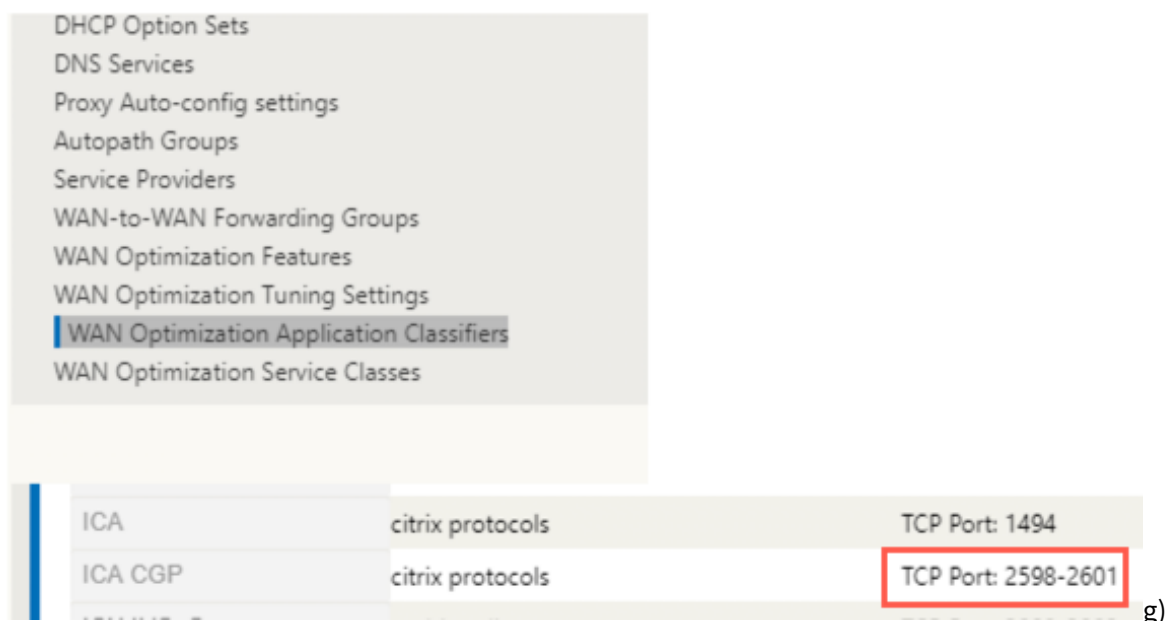 DHCP Option Sets
DNS Services
Proxy Auto-config settings
Autopath Groups
Service Providers
WAN-to-WAN Forwarding Groups
WAN Optimization Features
WAN Optimization Tuning Settings
WAN Optimization Application Classifiers
WAN Optimization Service Classes
ICA citrix protocols TCP Port: 1494
ICA CGP citrix protocols TCP Port: 2598-2601
g)